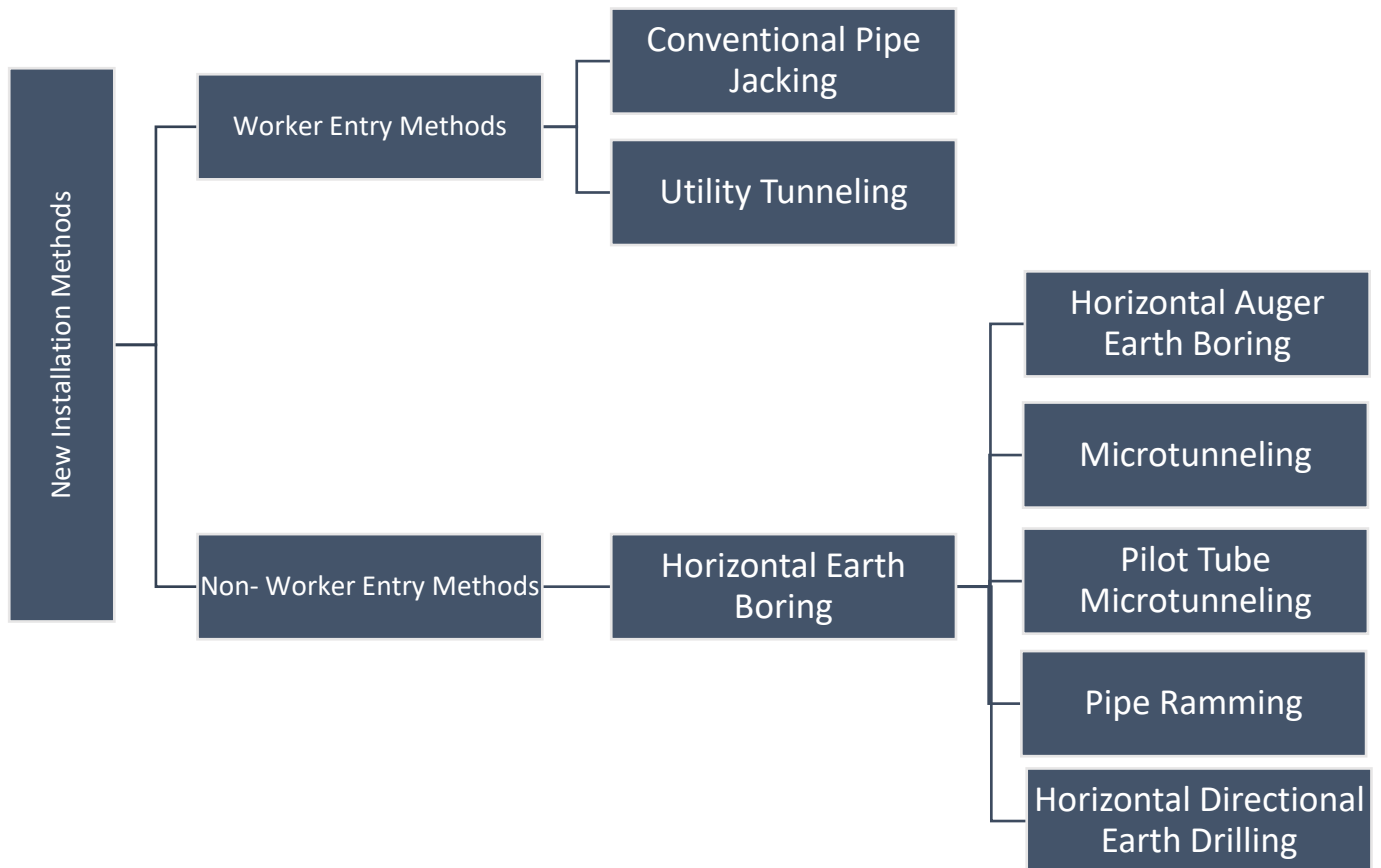 New Installation Methods
Worker Entry Methods
Conventional Pipe
Jacking
Utility Tunneling
Non- Worker Entry Methods
Horizontal Earth
Boring
Horizontal Auger
Earth Boring
Microtunneling
Pilot Tube
Microtunneling
Pipe Ramming
Horizontal Directional
Earth Drilling